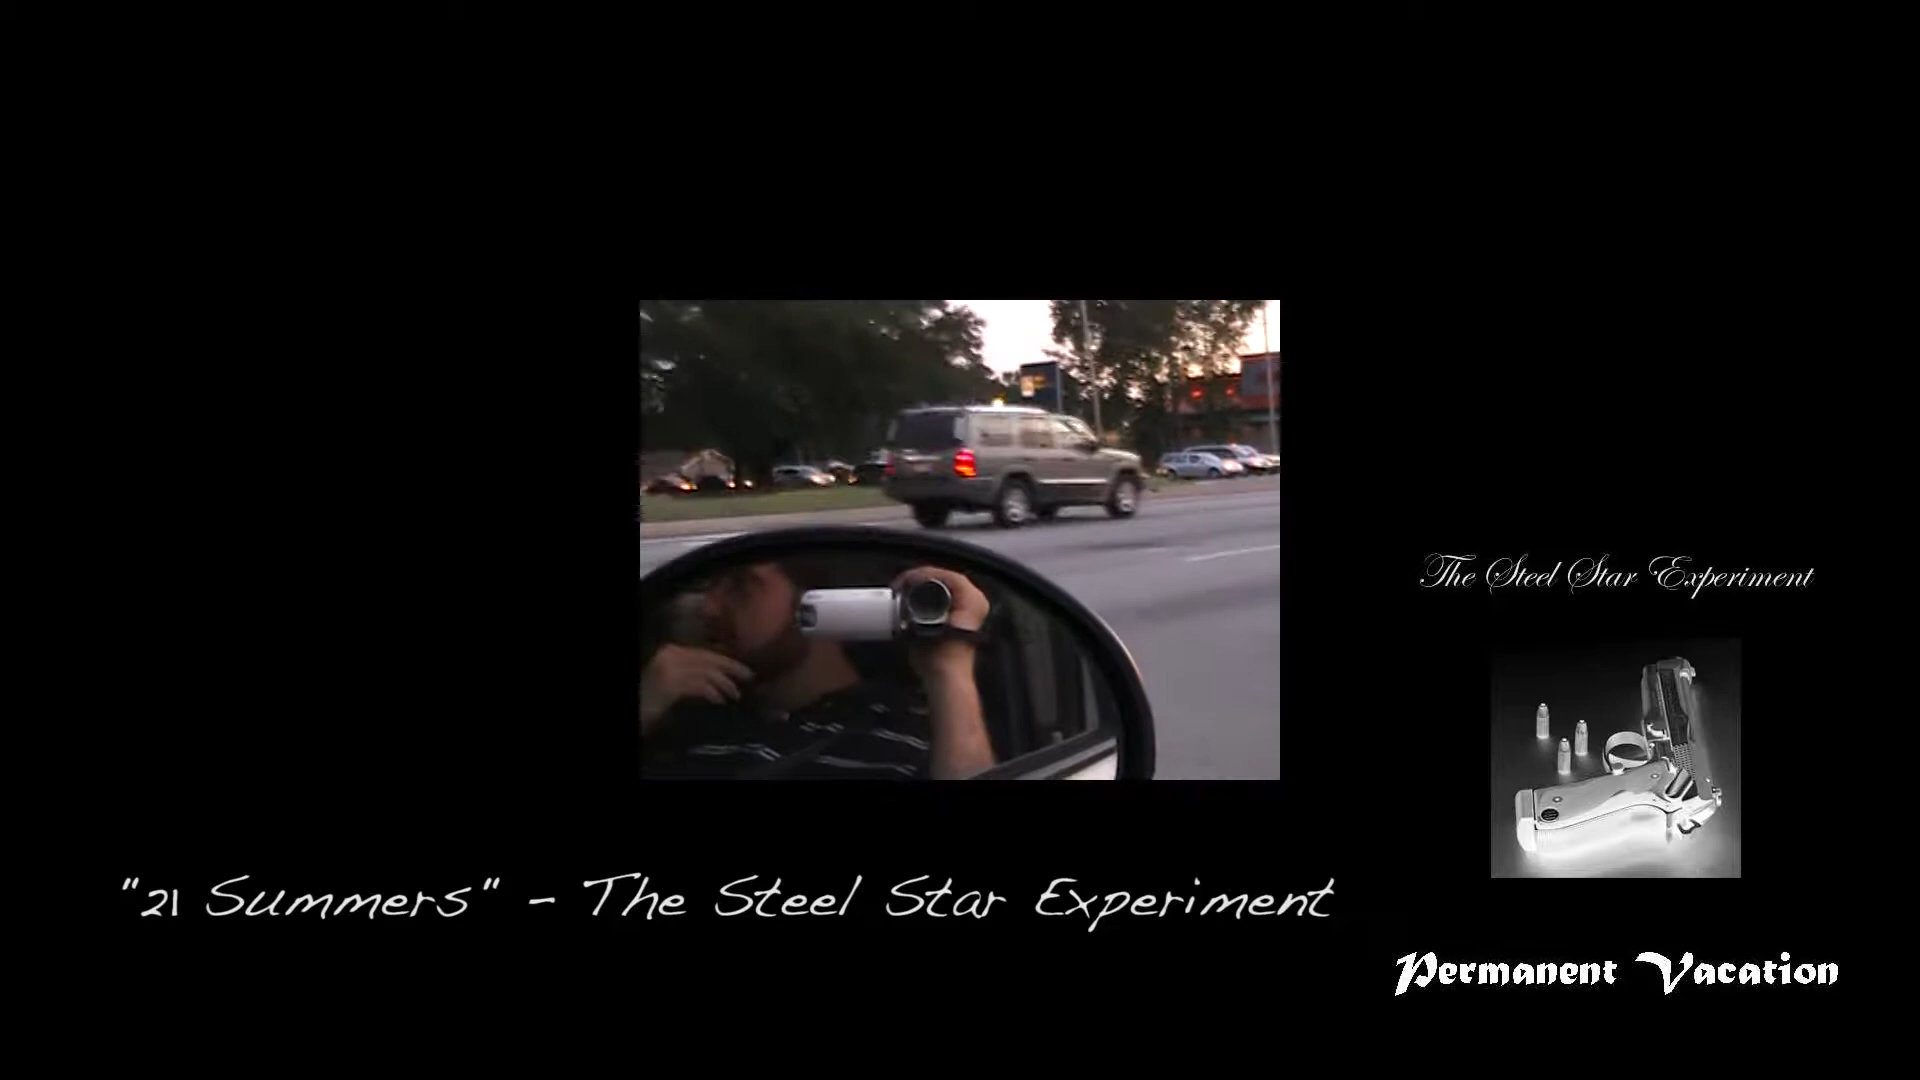 The Steel Star Experiment
"21 Summers" - The Steel Star Experiment
Permanent Vacation